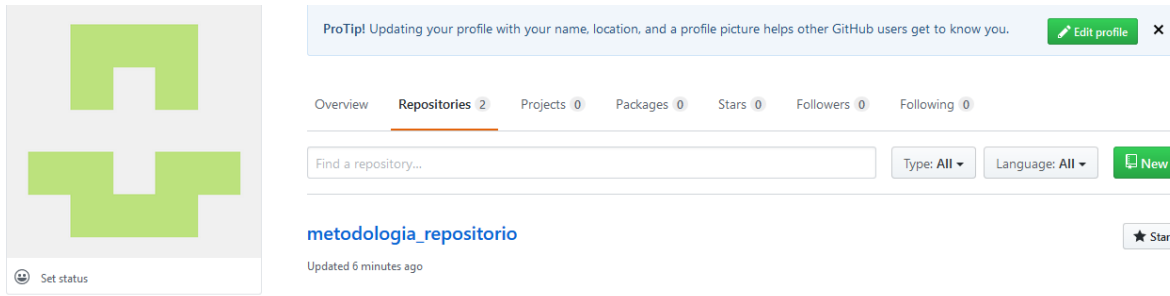 ProTip! Updating your profile with your name, location, and a profile picture helps other GitHub users get to know you.
Edit profile
Overview Repositories 2 Projects 0 Packages 0 Stars 0 Followers 0 Following 0
Find a repository...
Type: All
Language: All
New
metodologia_repositorio
Star
Updated 6 minutes ago
Set status